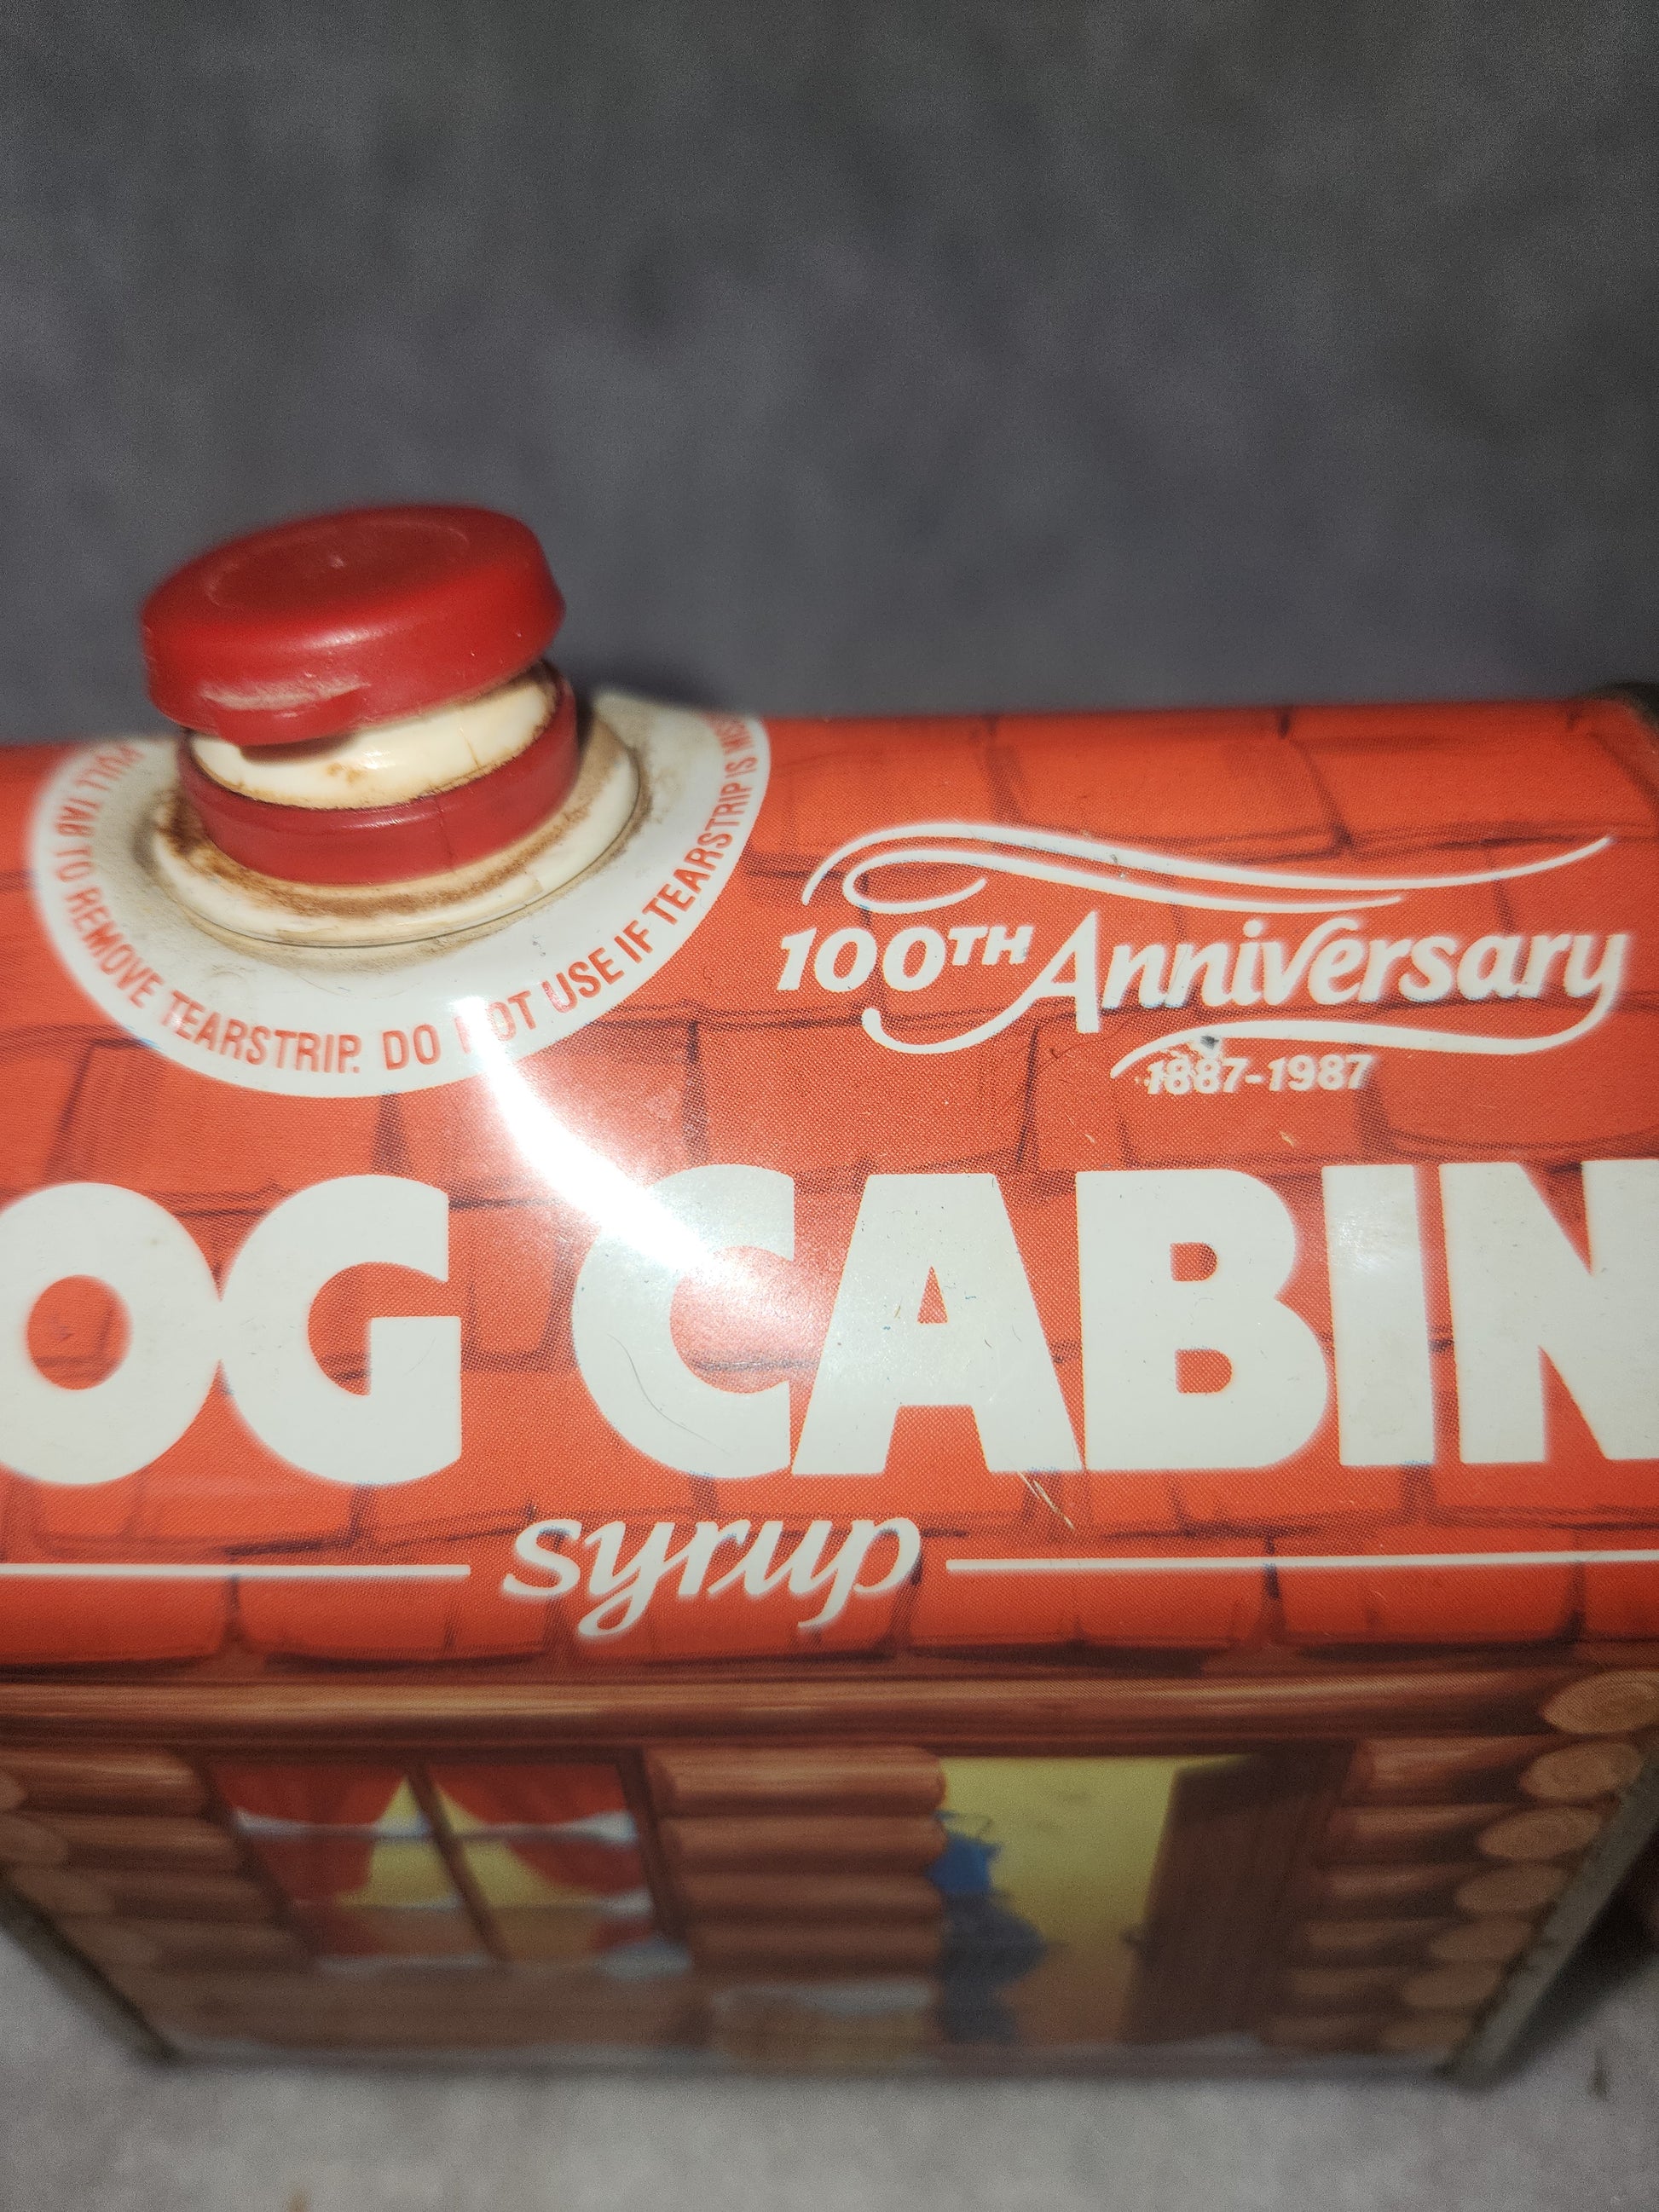 PULL TAB TO REMOVE TEARSTRIP. DO NOT USE IF TEARSTRIP IS
100TH Anniversary
1887-1987
OG CABIN
syrup